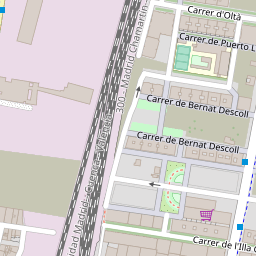 Carrer d'Oltà
Carrer de Puerto
300 - Madrid Chamartín
Carrer de Bernat Descoll
Carrer de Bernat Descoll
Carrer de l'Illa